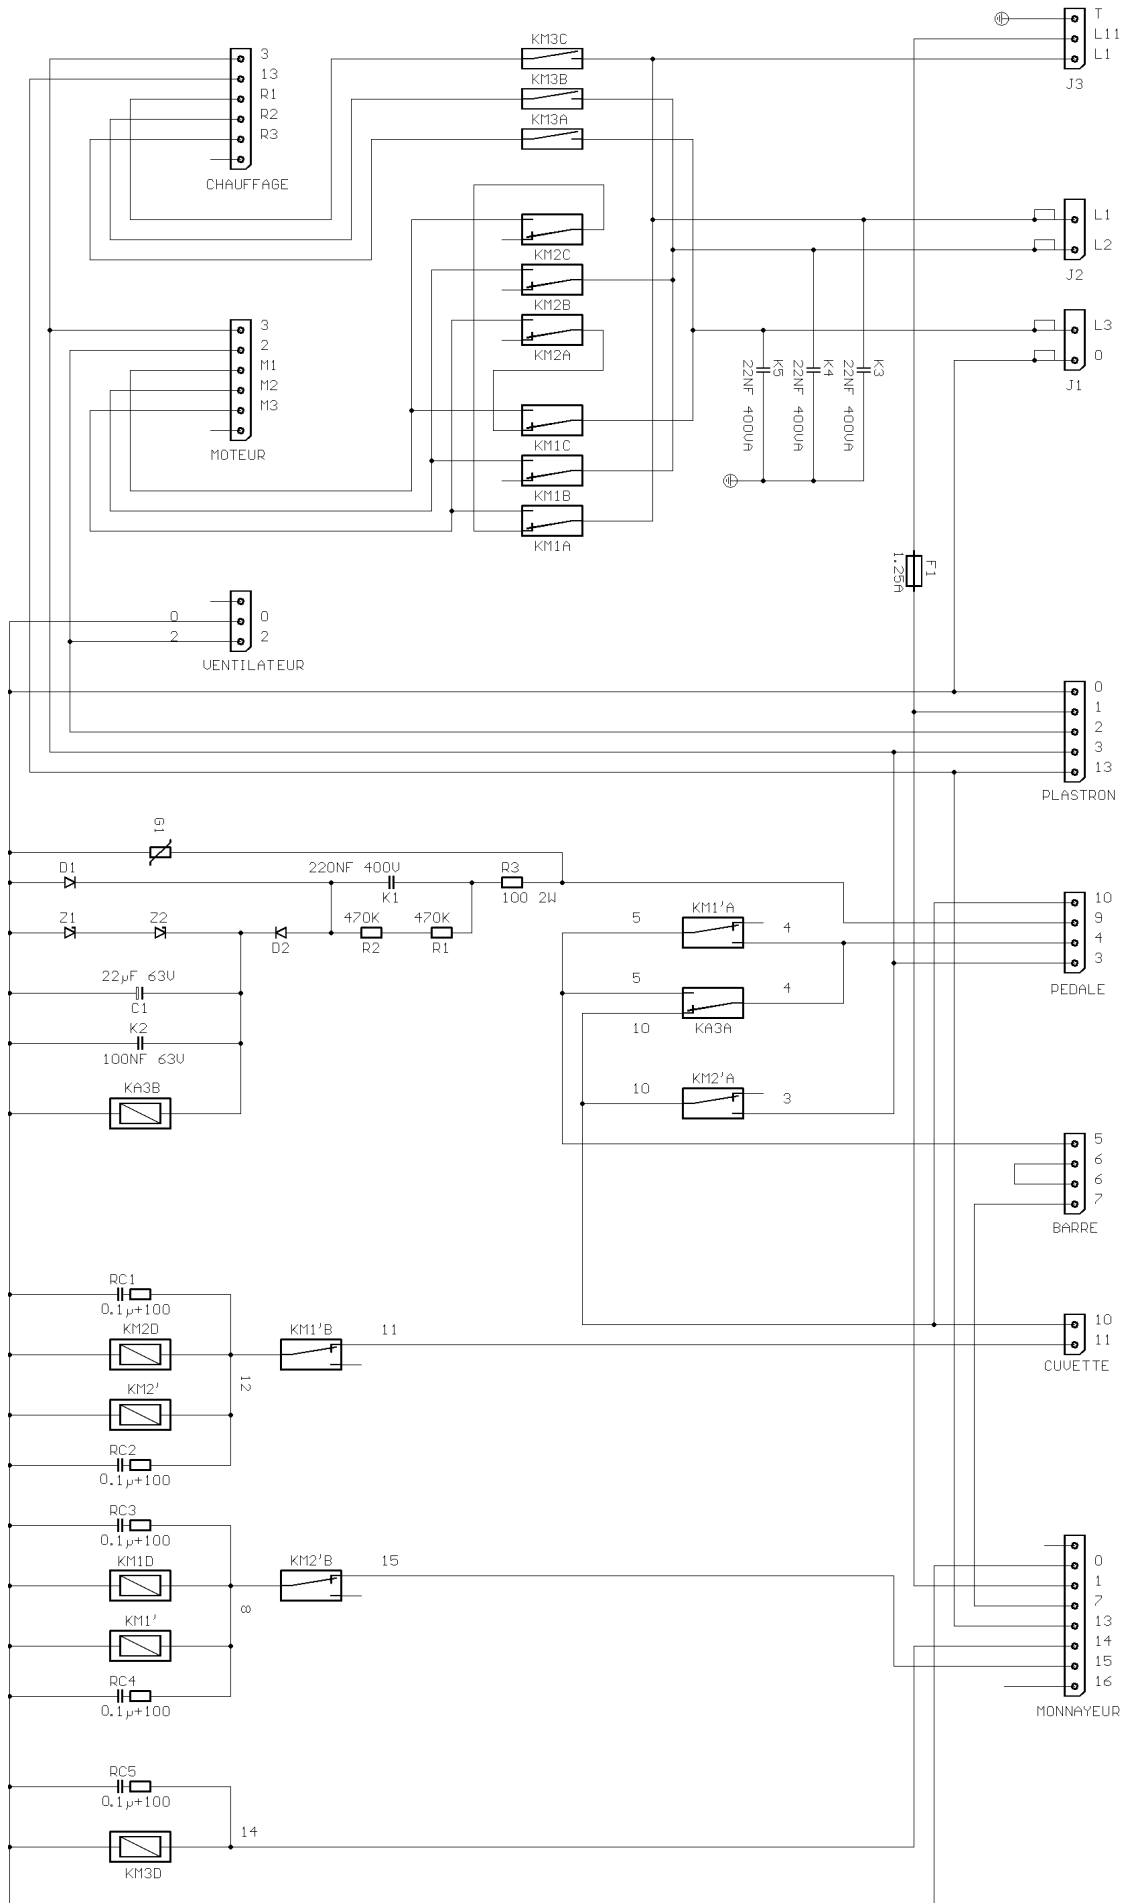 T
L11
L1
J3
KM3C
KM3B
KM3A
3
13
R1
R2
R3
CHAUFFAGE
KM2C
KM2B
KM2A
L1
L2
J2
L3
0
J1
3
2
M1
M2
M3
MOTEUR
K5
22NF 400VA
K4
22NF 400VA
K3
22NF 400VA
KM1C
KM1B
KM1A
F1
1.25A
0
2
0
2
VENTILATEUR
0
1
2
3
13
PLASTRON
G1
D1
220NF 400V
K1
R3
100 2W
Z1
Z2
D2
470K
R2
470K
R1
22µF 63V
C1
K2
100NF 63V
KA3B
KM1'A
5
4
5
4
10
KA3A
KM2'A
10
3
10
9
4
3
PEDALE
5
6
6
7
BARRE
RC1
0.1µ+100
KM2D
KM1'B
11
12
KM2'
RC2
0.1µ+100
10
11
CUVETTE
RC3
0.1µ+100
KM1D
KM2'B
15
8
KM1'
RC4
0.1µ+100
0
1
7
13
14
15
16
MONNAYEUR
RC5
0.1µ+100
14
KM3D